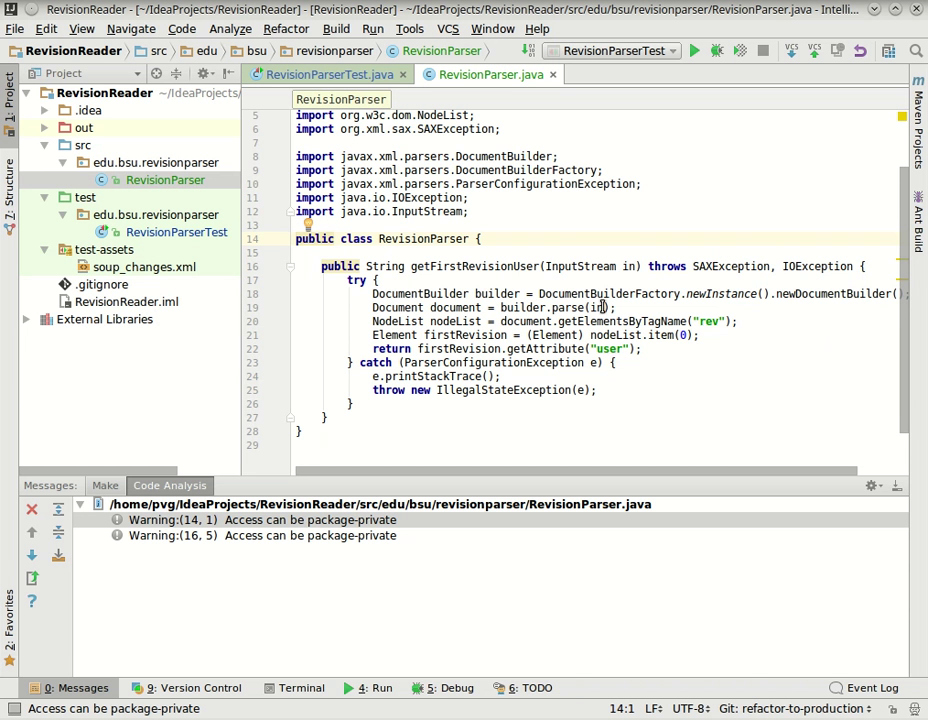 RevisionReader - [~/IdeaProjects/RevisionReader] - [RevisionReader] - ~/IdeaProjects/RevisionReader/src/edu/bsu/revisionparser/RevisionParser.java - Intelli...
File Edit View Navigate Code Analyze Refactor Build Run Tools VCS Window Help
RevisionReader src edu bsu revisionparser RevisionParser RevisionParserTest VCS VCS
Project RevisionParserTest.java RevisionParser.java
RevisionReader ~/IdeaProjects/
.idea
out
src
edu.bsu.revisionparser
RevisionParser
test
edu.bsu.revisionparser
RevisionParserTest
test-assets
soup_changes.xml
.gitignore
RevisionReader.iml
External Libraries
1: Project
7: Structure
2: Favorites
Maven Projects
Ant Build
RevisionParser
5 import org.w3c.dom.NodeList;
6 import org.xml.sax.SAXException;
7
8 import javax.xml.parsers.DocumentBuilder;
9 import javax.xml.parsers.DocumentBuilderFactory;
10 import javax.xml.parsers.ParserConfigurationException;
11 import java.io.IOException;
12 import java.io.InputStream;
13
14 public class RevisionParser {
15
16 public String getFirstRevisionUser(InputStream in) throws SAXException, IOException {
17 try {
18 DocumentBuilder builder = DocumentBuilderFactory.newInstance().newDocumentBuilder();
19 Document document = builder.parse(in);
20 NodeList nodeList = document.getElementsByTagName("rev");
21 Element firstRevision = (Element) nodeList.item(0);
22 return firstRevision.getAttribute("user");
23 } catch (ParserConfigurationException e) {
24 e.printStackTrace();
25 throw new IllegalStateException(e);
26 }
27 }
28 }
29
Messages: Make Code Analysis
/home/pvg/IdeaProjects/RevisionReader/src/edu/bsu/revisionparser/RevisionParser.java
Warning:(14, 1) Access can be package-private
Warning:(16, 5) Access can be package-private
0: Messages 9: Version Control Terminal 4: Run 5: Debug 6: TODO Event Log
Access can be package-private 14:1 LF÷ UTF-8÷ Git: refactor-to-production÷